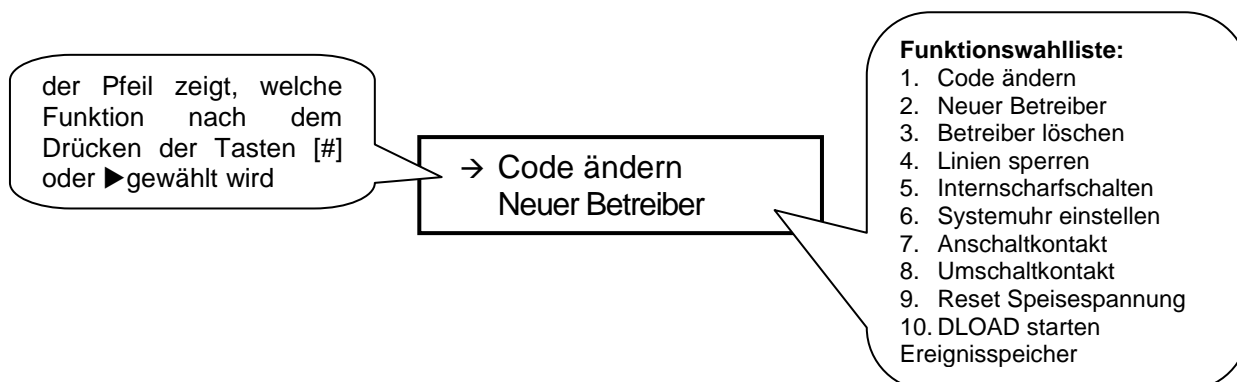 der Pfeil zeigt, welche
Funktion nach dem
Drücken der Tasten [#]
oder ▶gewählt wird
→ Code ändern
Neuer Betreiber
Funktionswahlliste:
1. Code ändern
2. Neuer Betreiber
3. Betreiber löschen
4. Linien sperren
5. Internscharfschalten
6. Systemuhr einstellen
7. Anschaltkontakt
8. Umschaltkontakt
9. Reset Speisespannung
10. DLOAD starten
Ereignisspeicher